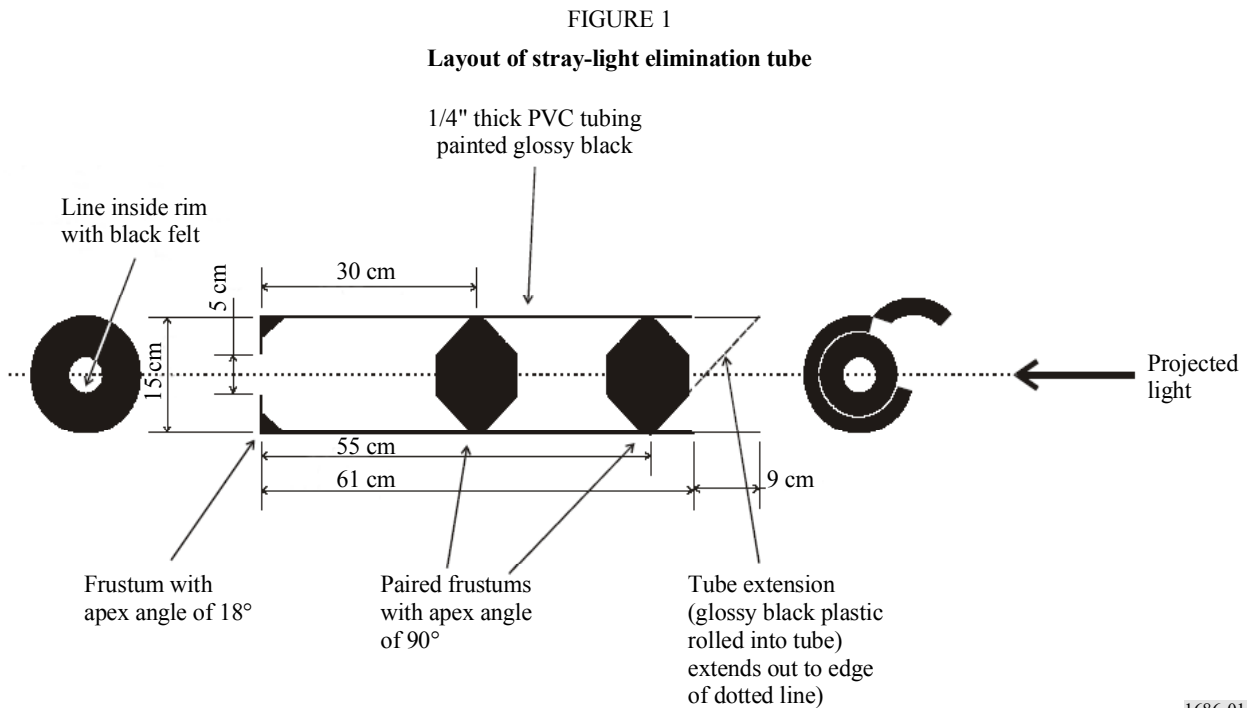 FIGURE 1
Layout of stray-light elimination tube
1/4" thick PVC tubing
painted glossy black
Line inside rim
with black felt
30 cm
5 cm
15 cm
Projected
light
55 cm
61 cm
9 cm
Frustum with
apex angle of 18°
Paired frustums
with apex angle
of 90°
Tube extension
(glossy black plastic
rolled into tube)
extends out to edge
of dotted line)